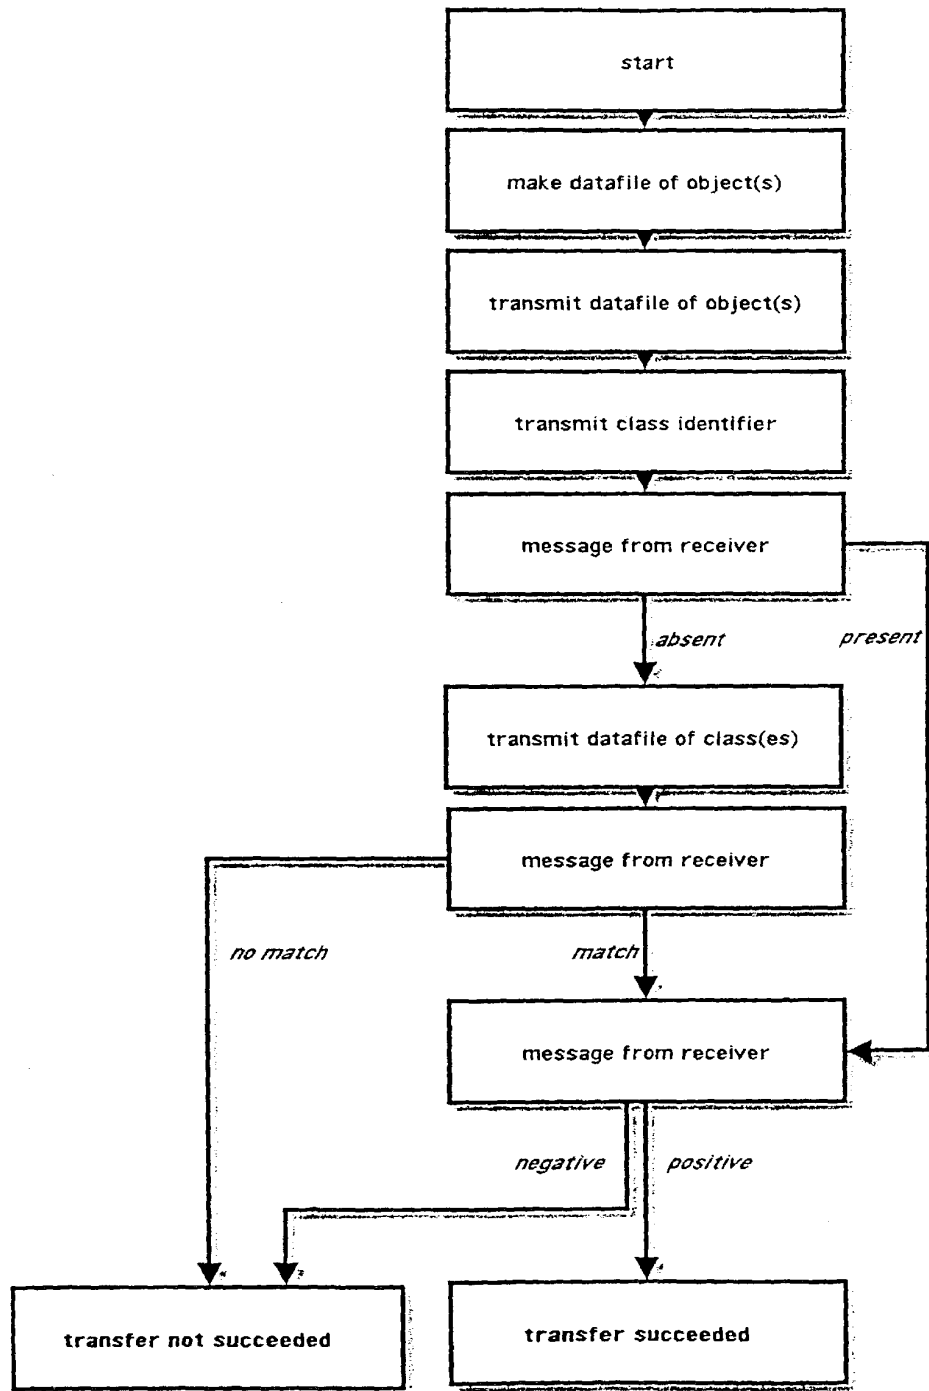 start
make datafile of object(s)
transmit datafile of object(s)
transmit class identifier
message from receiver
absent
present
transmit datafile of class(es)
message from receiver
no match
match
message from receiver
negative
positive
transfer not succeeded
transfer succeeded